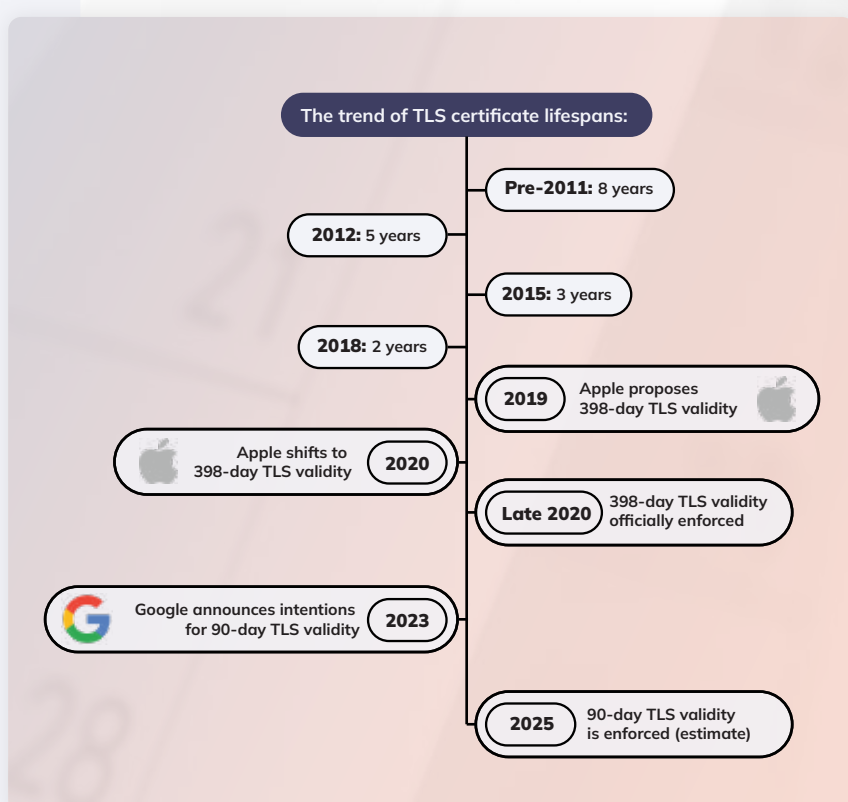 The trend of TLS certificate lifespans:
Pre-2011: 8 years
2012: 5 years
2015: 3 years
2018: 2 years
2019
Apple proposes
398-day TLS validity
Apple shifts to
398-day TLS validity
2020
Late 2020
398-day TLS validity
officially enforced
Google announces intentions
for 90-day TLS validity
2023
2025
90-day TLS validity
is enforced (estimate)
21
28